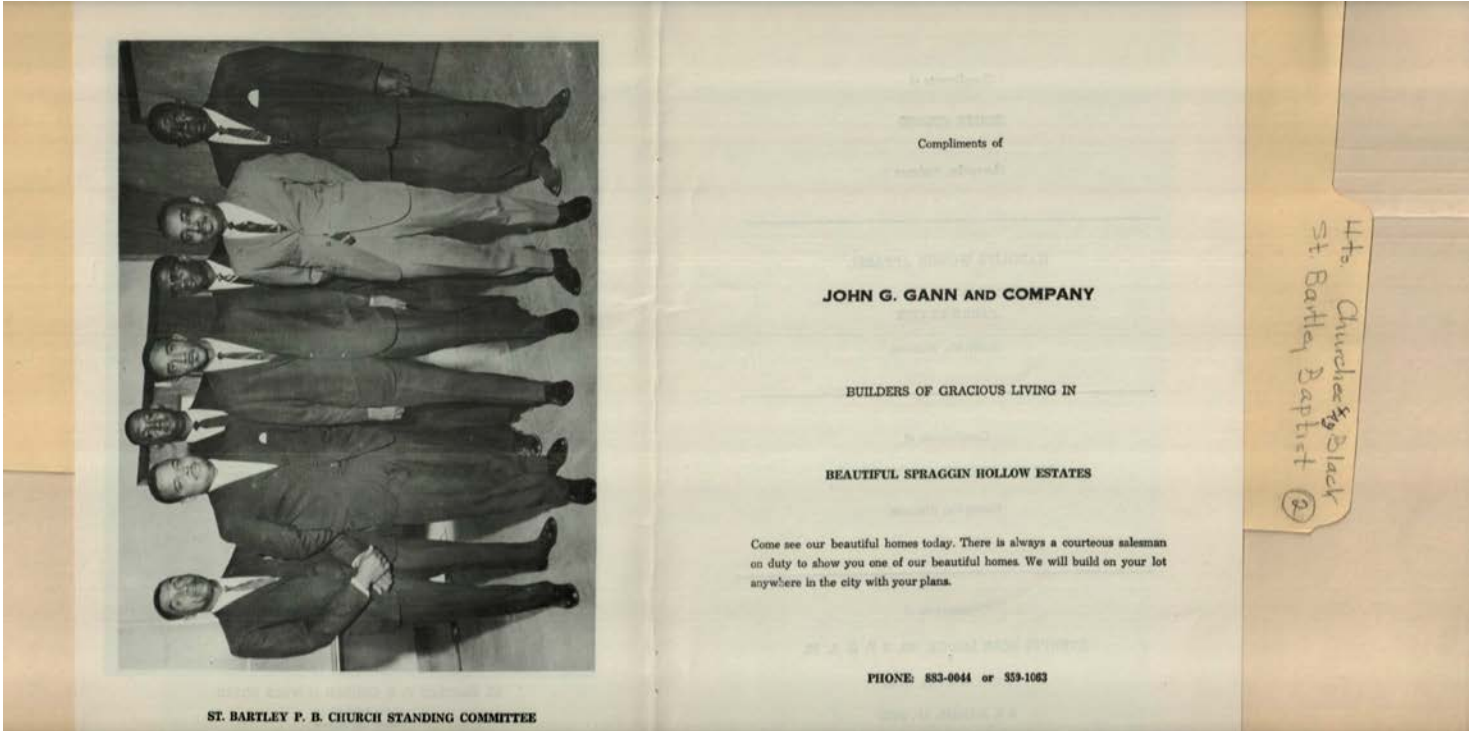 ST. BARTLEY P. B. CHURCH STANDING COMMITTEE
Compliments of
JOHN G. GANN AND COMPANY
BUILDERS OF GRACIOUS LIVING IN
BEAUTIFUL SPRAGGIN HOLLOW ESTATES
Come see our beautiful homes today. There is always a courteous salesman
on duty to show you one of our beautiful homes. We will build on your lot
anywhere in the city with your plans.
PHONE: 883-0044 or 859-1063
Churches Black
St. Bartley Baptist 2